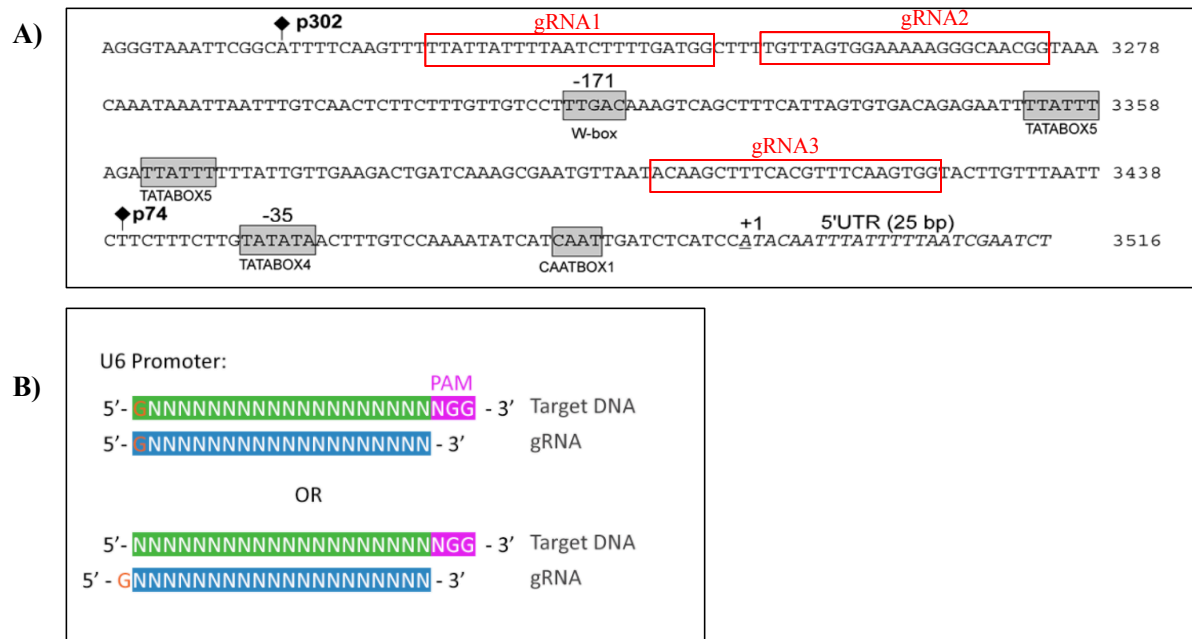 A)
p302
gRNA1
gRNA2
AGGGTAAATTCGGCATTTTCAAGTTTTTATTATTTTAATCTTTTGATGGCTTTTGTTAGTGGAAAAAGGGCAACGGTAAA 3278
-171
CAAATAAATTAATTTGTCAACTCTTCTTTGTTGTCCTTTGACAAAGTCAGCTTTCATTAGTGTGACAGAGAATTTTATTT 3358
W-box
TATABOX5
gRNA3
AGATTATTTTTTATTGTTGAAGACTGATCAAAGCGAATGTTAATACAAGCTTTCACGTTTCAAGTGGTACTTGTTTAATT 3438
TATABOX5
p74
-35
+1
5'UTR (25 bp)
CTTCTTTCTTGTATATAACTTTGTCCAAAATATCATCAATTGATCTCATCCATACAATTTATTTTTAATCGAATCT 3516
TATABOX4
CAATBOX1
B)
U6 Promoter:
PAM
5'- GNNNNNNNNNNNNNNNNNNNNGG - 3' Target DNA
5'- GNNNNNNNNNNNNNNNNNNN - 3' gRNA
OR
5'- NNNNNNNNNNNNNNNNNNNNNGG - 3' Target DNA
5' - GNNNNNNNNNNNNNNNNNNNN - 3' gRNA